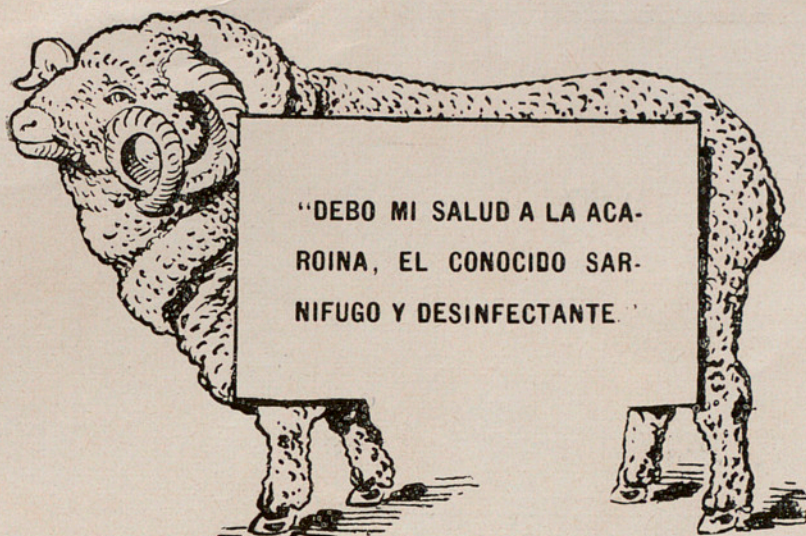 “DEBO MI SALUD A LA ACA-
ROINA, EL CONOCIDO SAR-
NIFUGO Y DESINFECTANTE.”